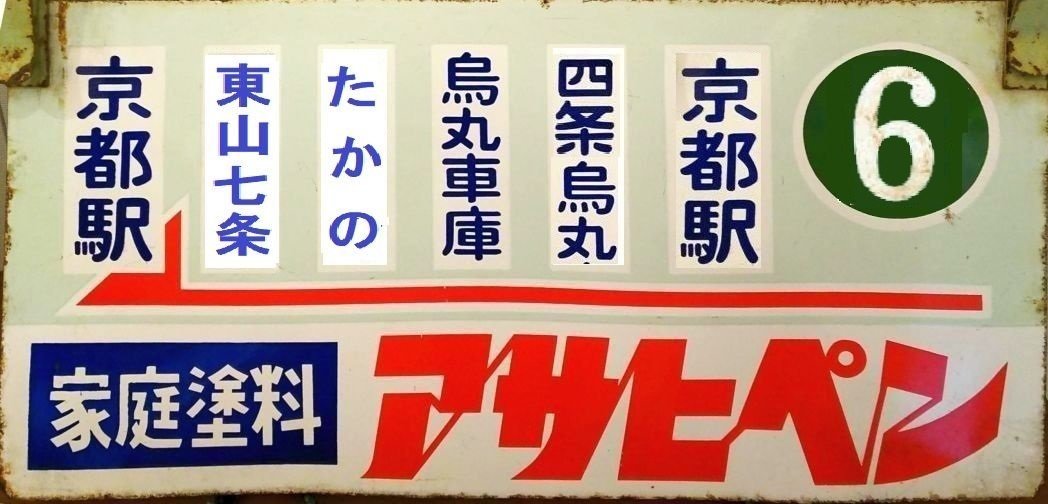 6
京都駅
四条烏丸
烏丸車庫
たかの
東山七条
京都駅
家庭塗料
アサヒペン